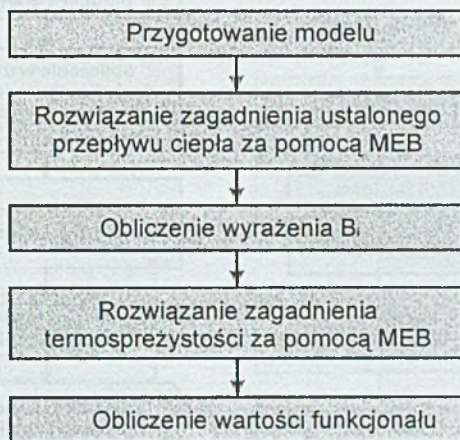 Przygotowanie modelu
Rozwiązanie zagadnienia ustalonego
przepływu ciepła za pomocą MEB
Obliczenie wyrażenia Bᵢ
Rozwiązanie zagadnienia
termosprężystości za pomocą MEB
Obliczenie wartości funkcjonału